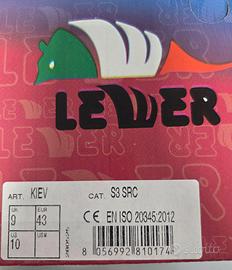 LEWER
ART. KIEV CAT. S3 SRC
UK EUR
9 43
US USM
10
CE EN ISO 20345:2012
8 056992 810174